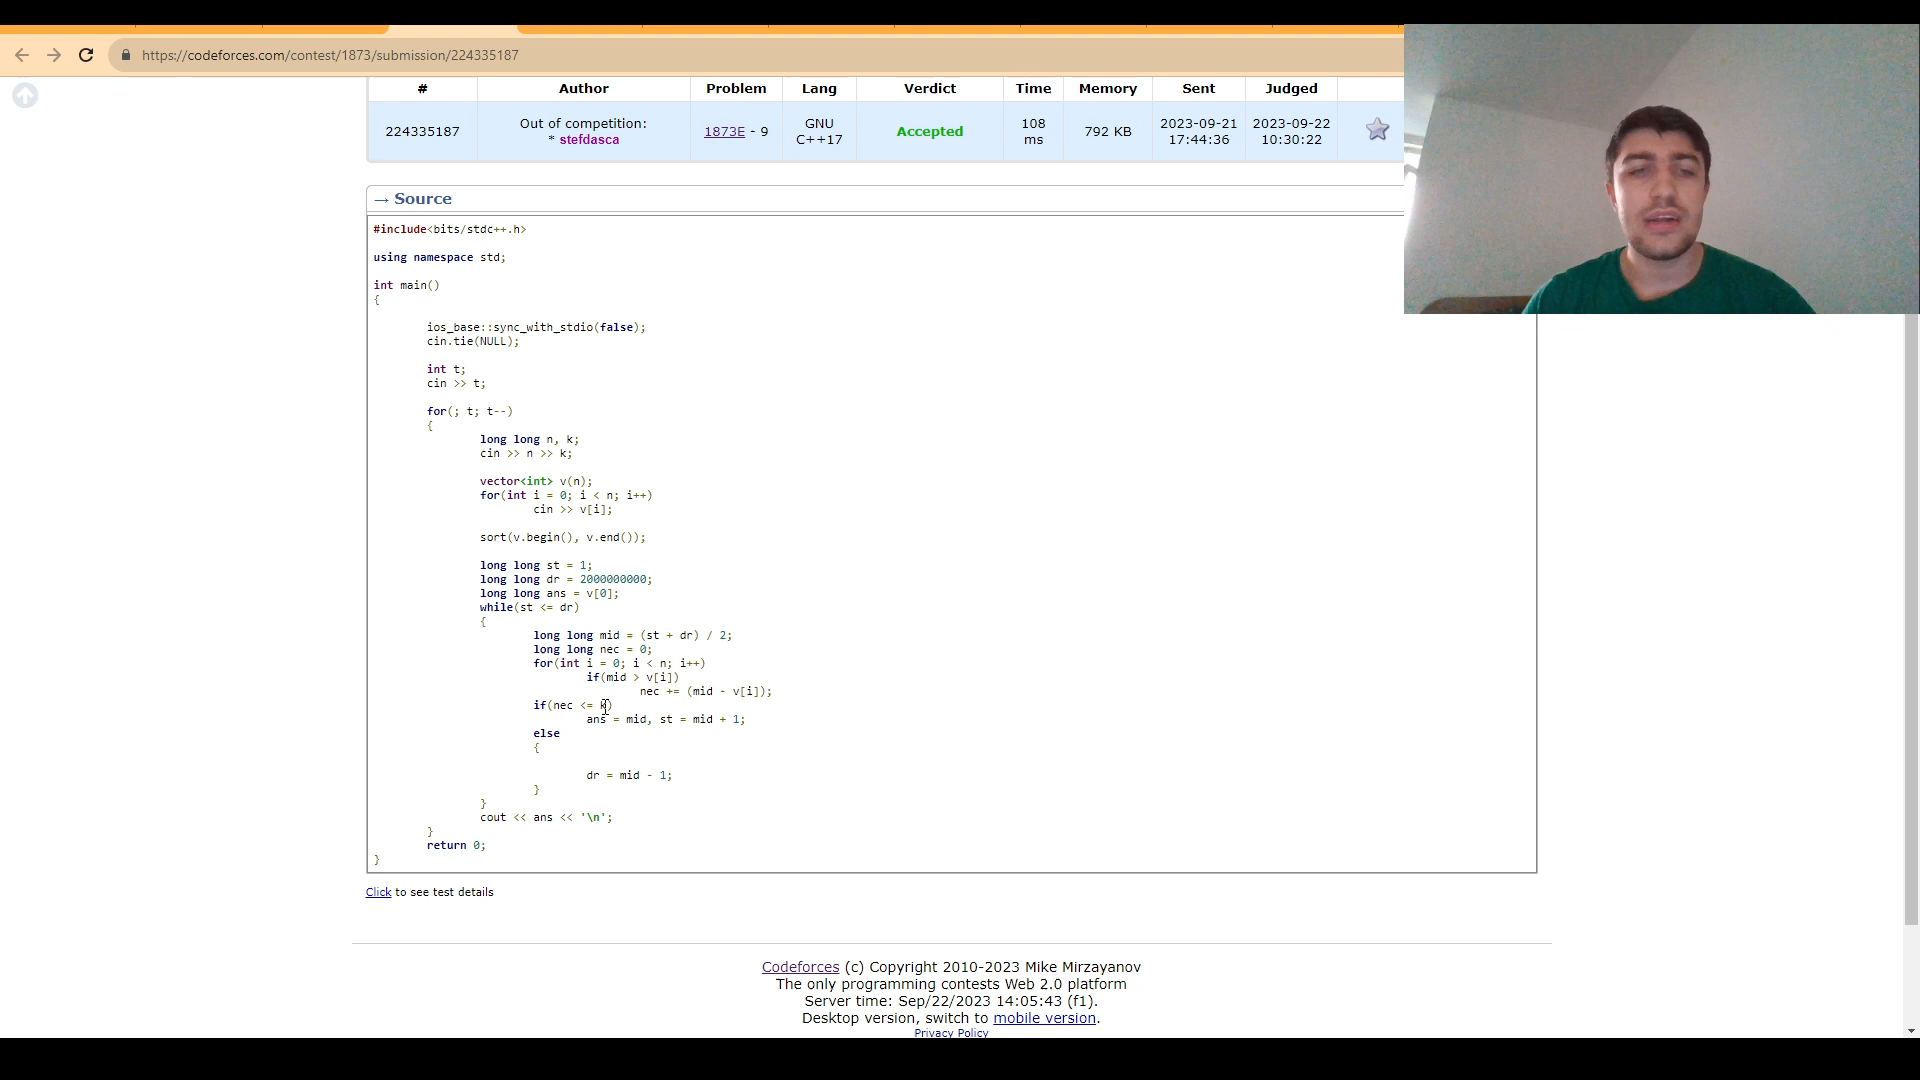 https://codeforces.com/contest/1873/submission/224335187
# Author Problem Lang Verdict Time Memory Sent Judged
224335187 Out of competition: * stefdasca 1873E - 9 GNU C++17 Accepted 108 ms 792 KB 2023-09-21 17:44:36 2023-09-22 10:30:22
→ Source
#include<bits/stdc++.h>
using namespace std;
int main()
{
ios_base::sync_with_stdio(false);
cin.tie(NULL);
int t;
cin >> t;
for(; t; t--)
{
long long n, k;
cin >> n >> k;
vector<int> v(n);
for(int i = 0; i < n; i++)
cin >> v[i];
sort(v.begin(), v.end());
long long st = 1;
long long dr = 2000000000;
long long ans = v[0];
while(st <= dr)
{
long long mid = (st + dr) / 2;
long long nec = 0;
for(int i = 0; i < n; i++)
if(mid > v[i])
nec += (mid - v[i]);
if(nec <= k)
ans = mid, st = mid + 1;
else
{
dr = mid - 1;
}
}
cout << ans << '\n';
}
return 0;
}
Click to see test details
Codeforces (c) Copyright 2010-2023 Mike Mirzayanov
The only programming contests Web 2.0 platform
Server time: Sep/22/2023 14:05:43 (f1).
Desktop version, switch to mobile version.
Privacy Policy